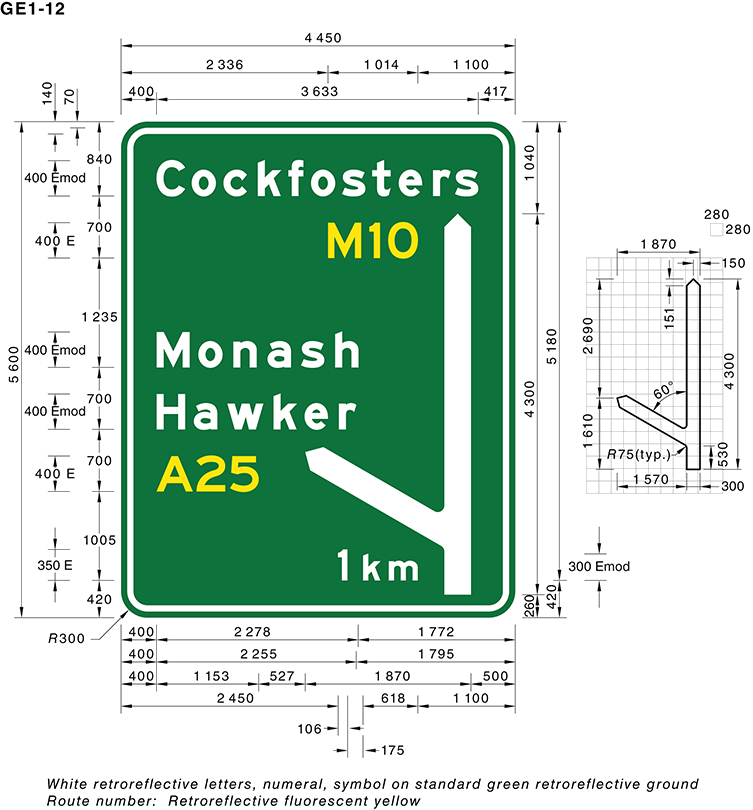 GE1-12
4 450
2 336 1 014 1 100
400 3 633 417
140
70
840
400 Emod
700
400 E
1 235
400 Emod
700
400 Emod
700
400 E
1005
350 E
420
5 600
Cockfosters
M10
Monash
Hawker
A25
1 km
1 040
4 300
5 180
260
420
300 Emod
280
280
1 870
150
151
2 690
4 300
60°
1 610
R75(typ.)
530
1 570 300
R300
400 2 278 1 772
400 2 255 1 795
400 1 153 527 1 870 500
2 450 618 1 100
106
175
White retroreflective letters, numeral, symbol on standard green retroreflective ground
Route number: Retroreflective fluorescent yellow